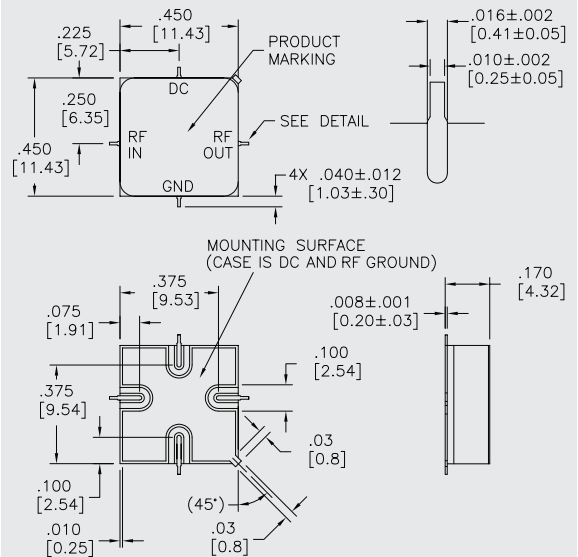 .450
[11.43]
.225
[5.72]
PRODUCT
MARKING
.016±.002
[0.41±0.05]
.010±.002
[0.25±0.05]
DC
.250
[6.35]
RF
IN
RF
OUT
SEE DETAIL
.450
[11.43]
GND
4X .040±.012
[1.03±.30]
MOUNTING SURFACE
(CASE IS DC AND RF GROUND)
.375
[9.53]
.170
[4.32]
.075
[1.91]
.008±.001
[0.20±.03]
.100
[2.54]
.375
[9.54]
.03
[0.8]
.100
[2.54]
(45°)
.03
[0.8]
.010
[0.25]